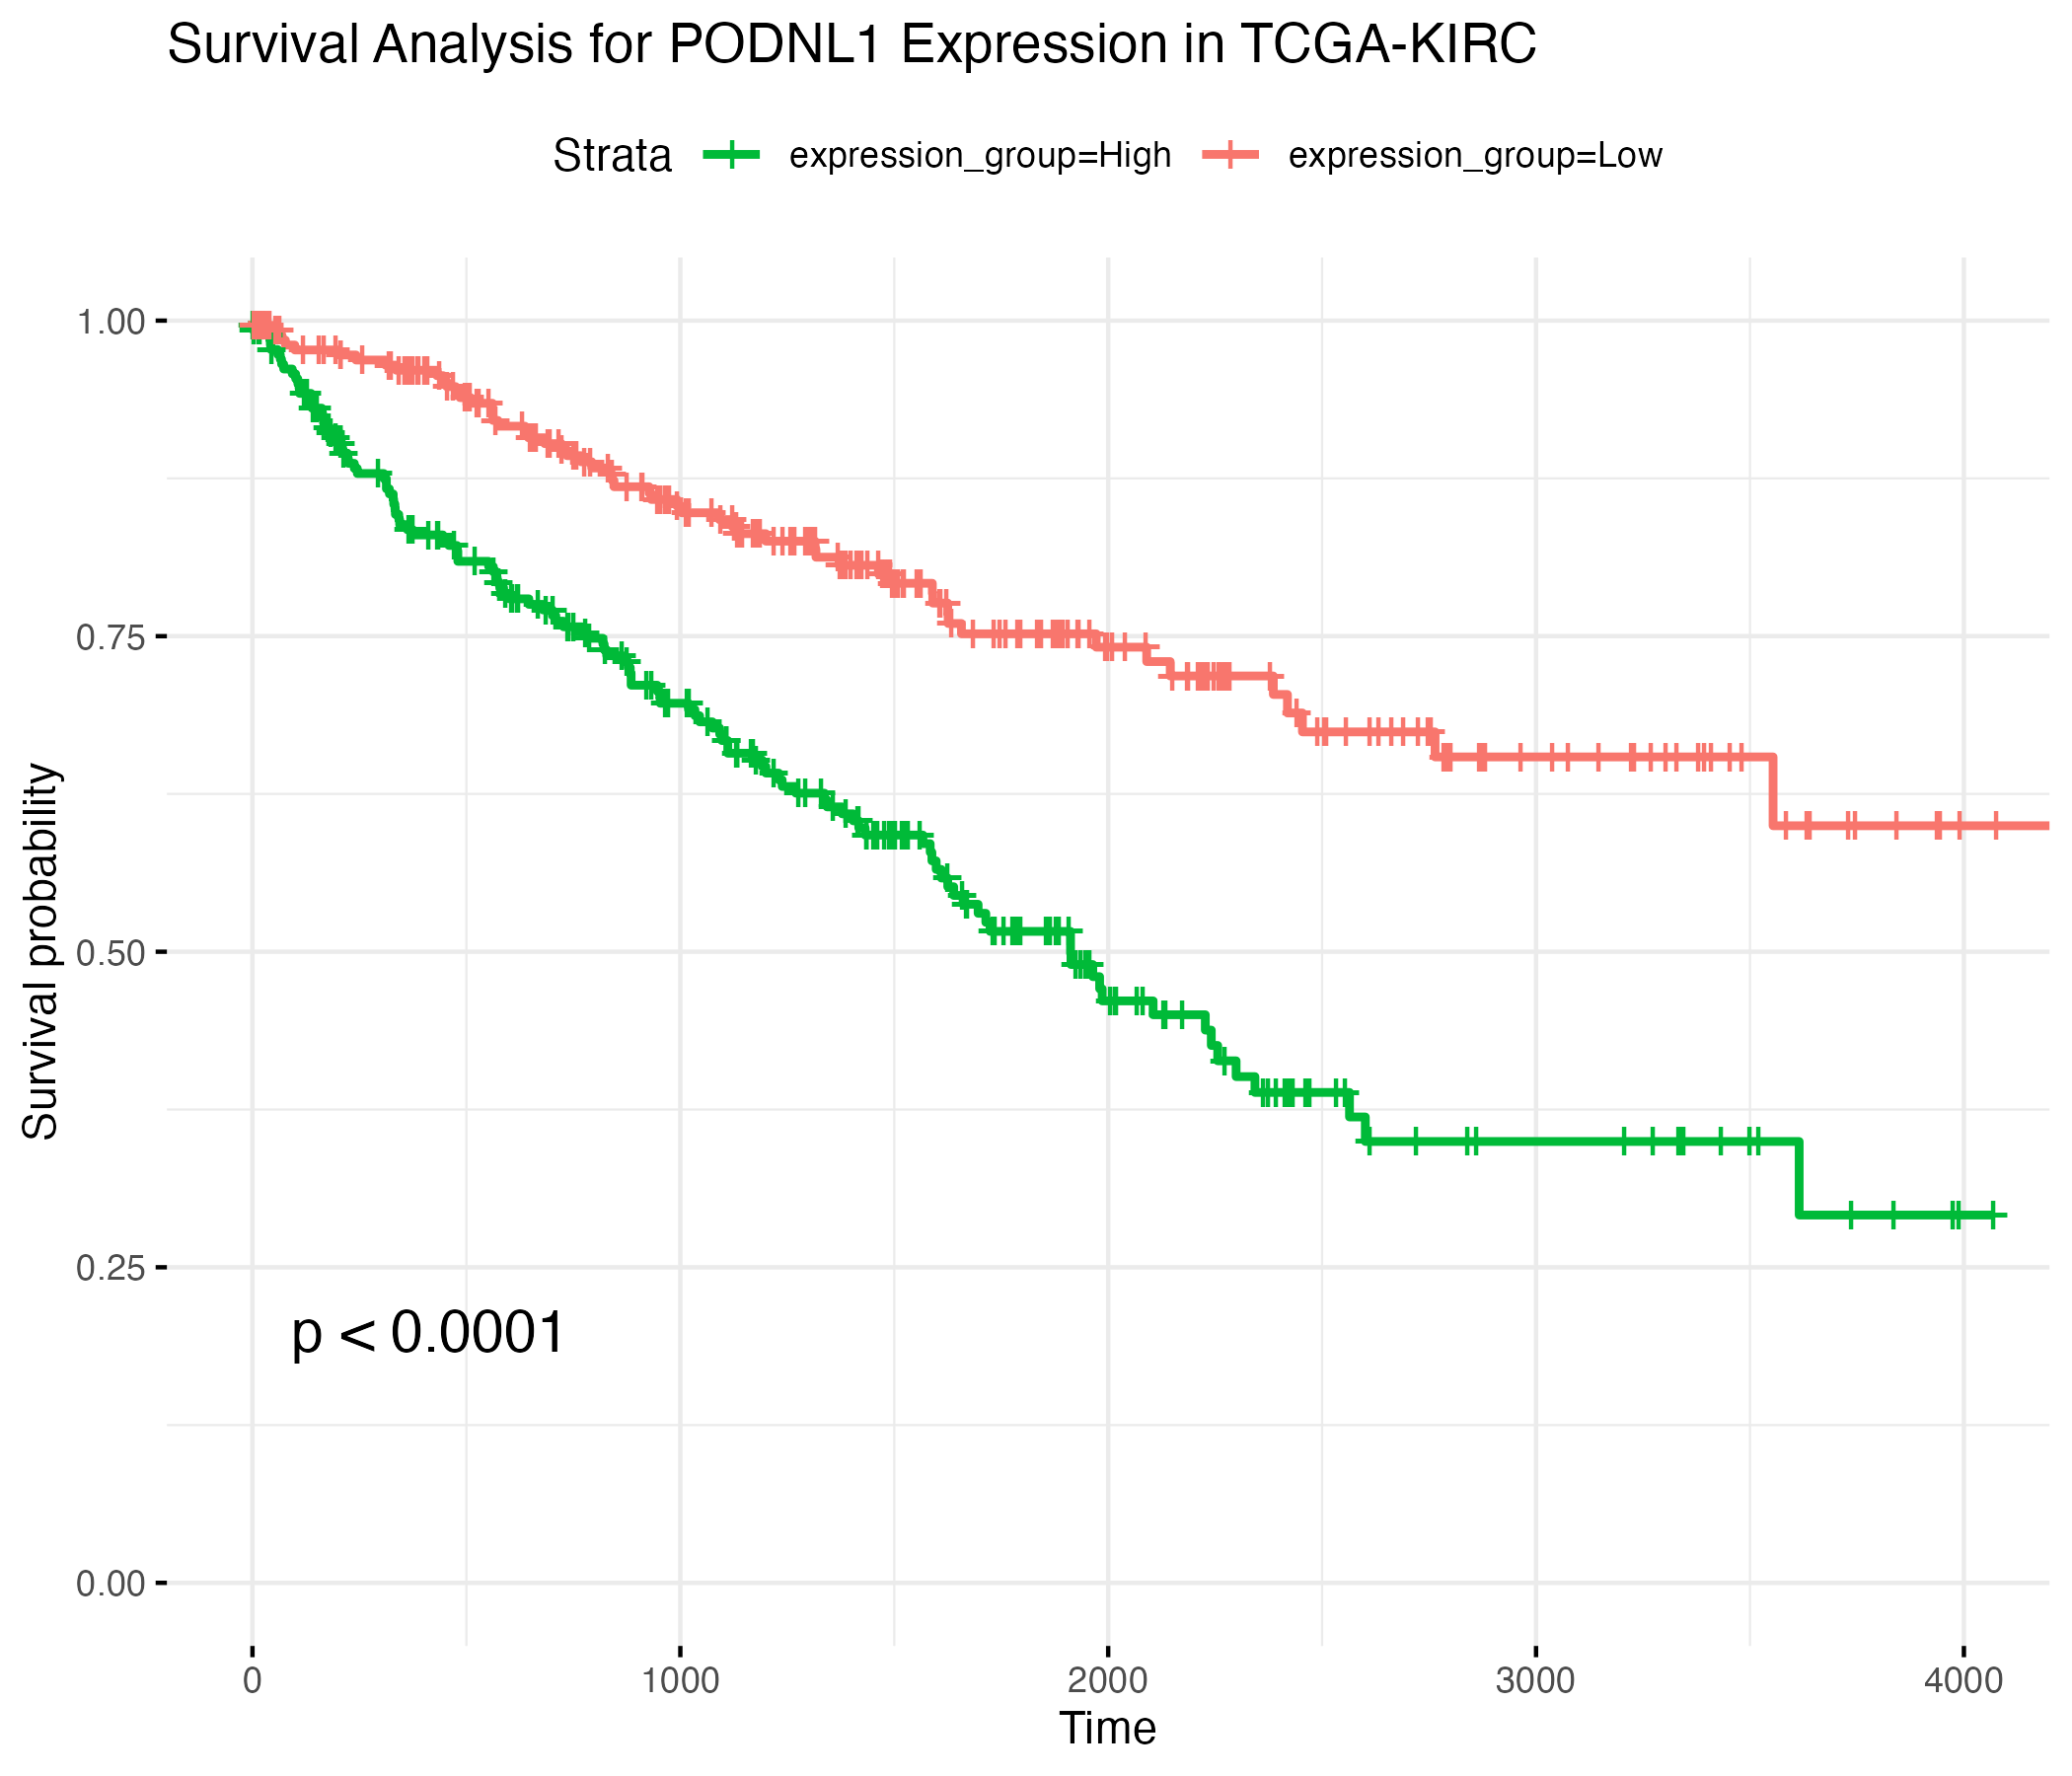 Survival Analysis for PODNL1 Expression in TCGA-KIRC
Strata expression_group=High expression_group=Low
Survival probability
1.00
0.75
0.50
0.25
0.00
p < 0.0001
0 1000 2000 3000 4000
Time